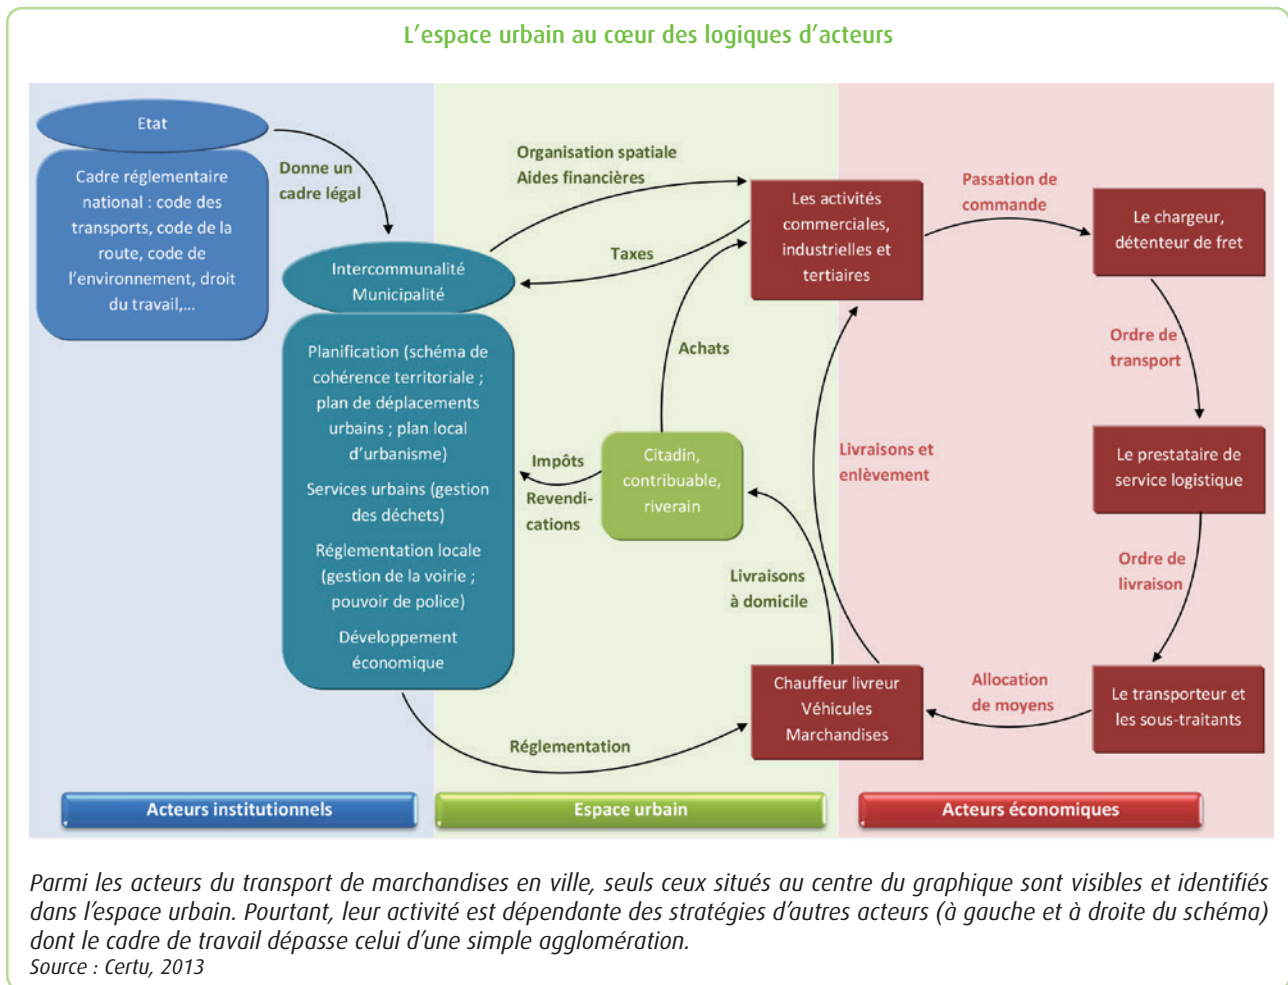 L'espace urbain au cœur des logiques d'acteurs
Etat
Cadre réglementaire
national : code des
transports, code de la
route, code de
l'environnement, droit
du travail,...
Donne un
cadre légal
Intercommunalité
Municipalité
Planification (schéma de
cohérence territoriale ;
plan de déplacements
urbains ; plan local
d'urbanisme)
Services urbains (gestion
des déchets)
Réglementation locale
(gestion de la voirie ;
pouvoir de police)
Développement
économique
Organisation spatiale
Aides financières
Taxes
Achats
Impôts
Revendi-
cations
Citadin,
contribuable,
riverain
Livraisons
à domicile
Réglementation
Les activités
commerciales,
industrielles et
tertiaires
Passation de
commande
Le chargeur,
détenteur de fret
Ordre de
transport
Le prestataire de
service logistique
Livraisons et
enlèvement
Ordre de
livraison
Le transporteur et
les sous-traitants
Allocation
de moyens
Chauffeur livreur
Véhicules
Marchandises
Acteurs institutionnels
Espace urbain
Acteurs économiques
Parmi les acteurs du transport de marchandises en ville, seuls ceux situés au centre du graphique sont visibles et identifiés
dans l'espace urbain. Pourtant, leur activité est dépendante des stratégies d'autres acteurs (à gauche et à droite du schéma)
dont le cadre de travail dépasse celui d'une simple agglomération.
Source : Certu, 2013